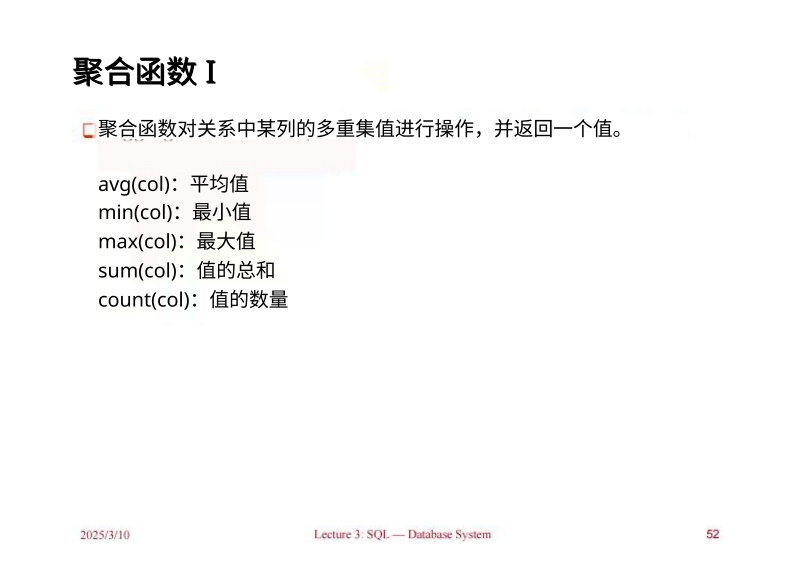 聚合函数 I
聚合函数对关系中某列的多重集值进行操作，并返回一个值。
avg(col)：平均值
min(col)：最小值
max(col)：最大值
sum(col)：值的总和
count(col)：值的数量
2025/3/10
Lecture 3: SQL — Database System
52